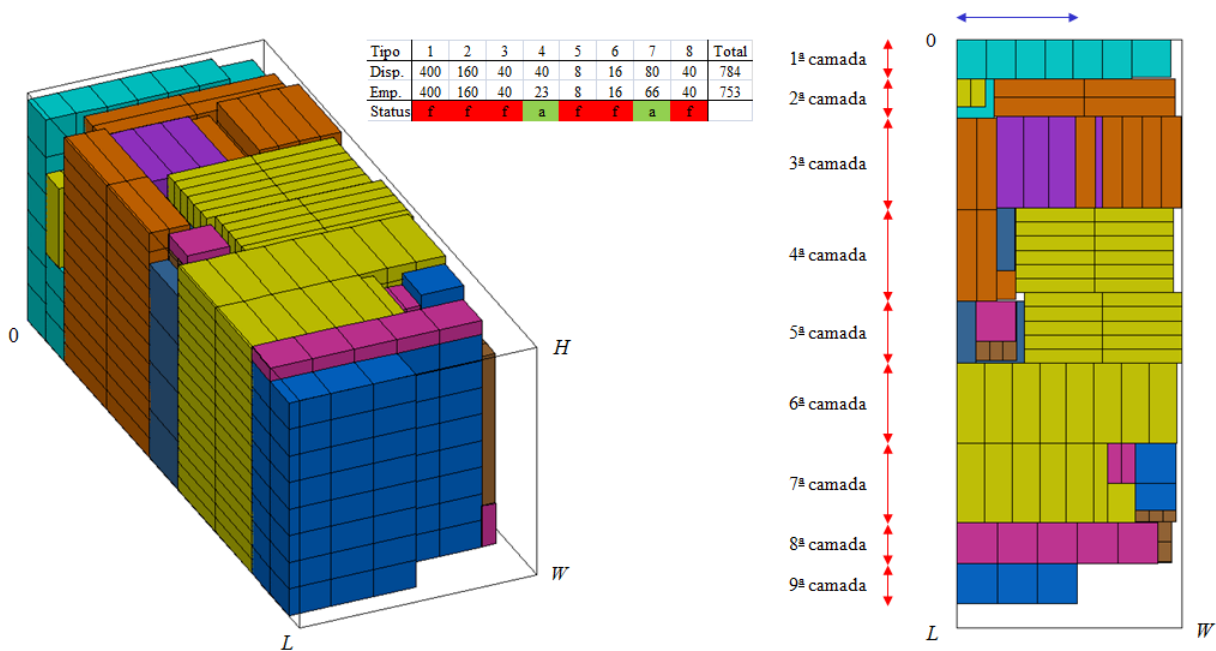 Tipo 1 2 3 4 5 6 7 8 Total
Disp. 400 160 40 40 8 16 80 40 784
Emp. 400 160 40 23 8 16 66 40 753
Status f f f a f f a f
0
H
W
L
0
1ª camada
2ª camada
3ª camada
4ª camada
5ª camada
6ª camada
7ª camada
8ª camada
9ª camada
L
W